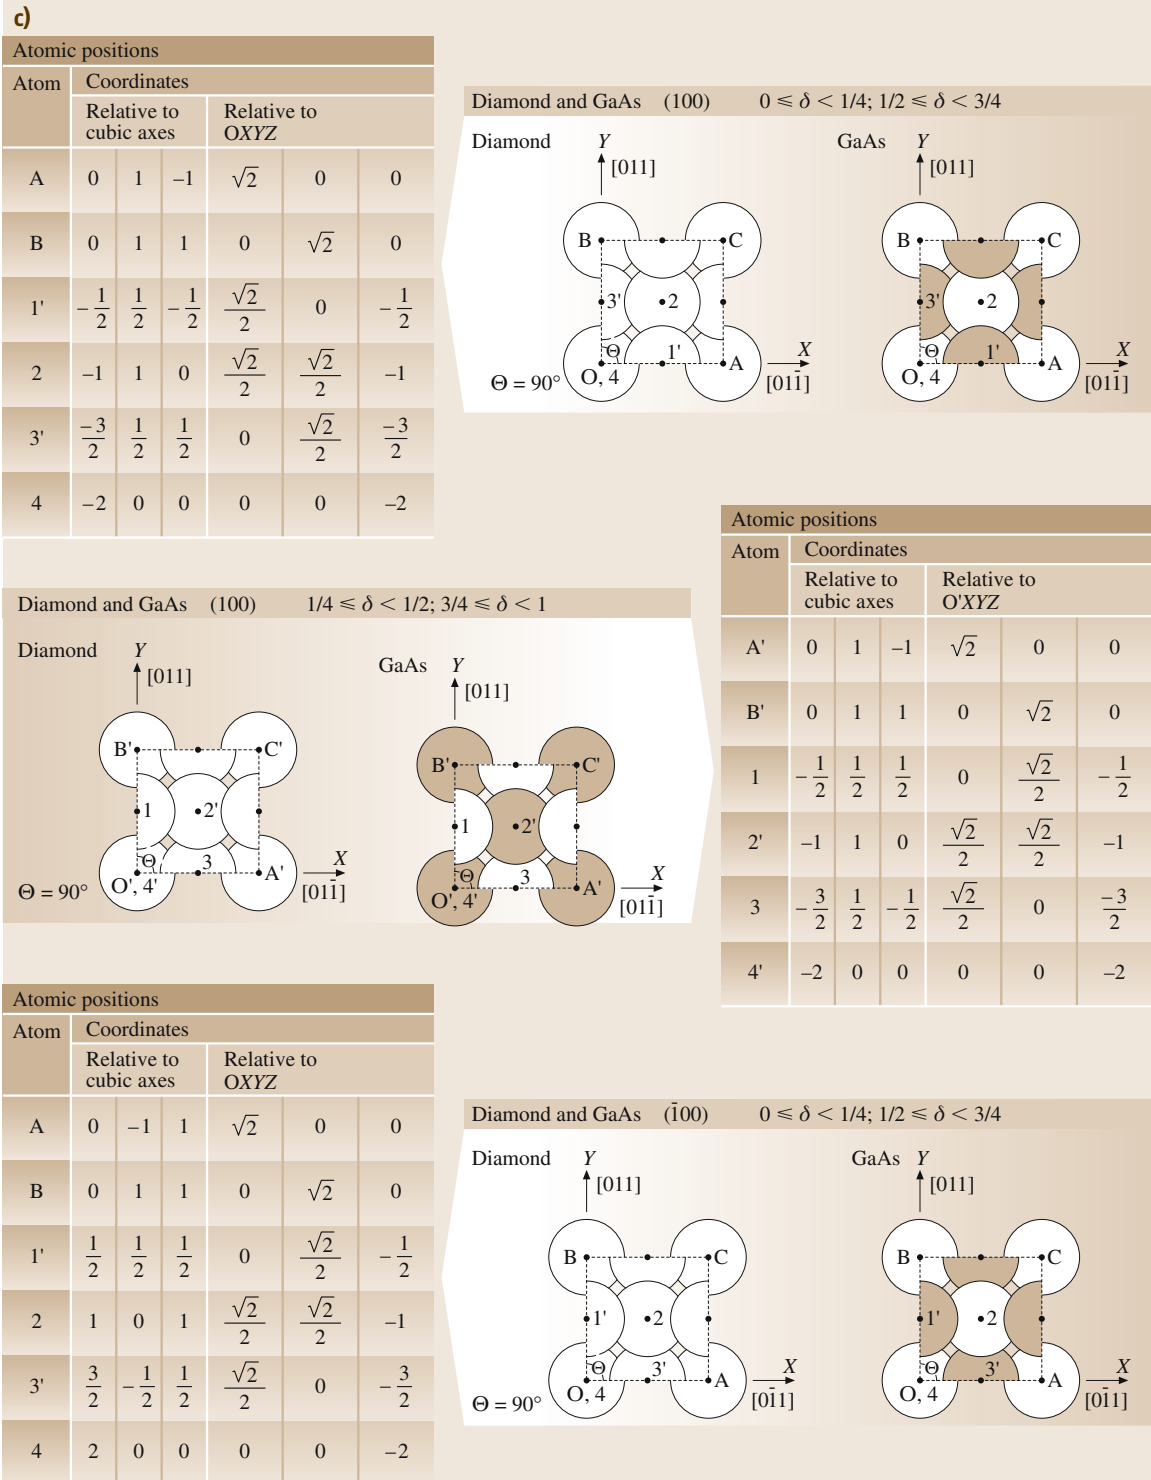 c)
Atomic positions
Atom Coordinates
Relative to cubic axes Relative to OXYZ
A 0 1 –1 √2 0 0
B 0 1 1 0 √2 0
1' –1/2 1/2 –1/2 √2/2 0 –1/2
2 –1 1 0 √2/2 √2/2 –1
3' –3/2 1/2 1/2 0 √2/2 –3/2
4 –2 0 0 0 0 –2
Diamond and GaAs (100) 0 ⩽ δ < 1/4; 1/2 ⩽ δ < 3/4
Diamond Y GaAs Y
[011] [011]
B C B C
3' 2 3' 2
Θ 1' X Θ 1' X
Θ = 90° O, 4 A [011̄] O, 4 A [011̄]
Diamond and GaAs (100) 1/4 ⩽ δ < 1/2; 3/4 ⩽ δ < 1
Diamond Y GaAs Y
[011] [011]
B' C' B' C'
1 2' 1 2'
Θ 3 X Θ 3 X
Θ = 90° O', 4' A' [011̄] O', 4' A' [011̄]
Atomic positions
Atom Coordinates
Relative to cubic axes Relative to O'XYZ
A' 0 1 –1 √2 0 0
B' 0 1 1 0 √2 0
1 –1/2 1/2 1/2 0 √2/2 –1/2
2' –1 1 0 √2/2 √2/2 –1
3 –3/2 1/2 –1/2 √2/2 0 –3/2
4' –2 0 0 0 0 –2
Atomic positions
Atom Coordinates
Relative to cubic axes Relative to OXYZ
A 0 –1 1 √2 0 0
B 0 1 1 0 √2 0
1' 1/2 1/2 1/2 0 √2/2 –1/2
2 1 0 1 √2/2 √2/2 –1
3' 3/2 –1/2 1/2 √2/2 0 –3/2
4 2 0 0 0 0 –2
Diamond and GaAs (1̄00) 0 ⩽ δ < 1/4; 1/2 ⩽ δ < 3/4
Diamond Y GaAs Y
[011] [011]
B C B C
1' 2 1' 2
Θ 3' X Θ 3' X
Θ = 90° O, 4 A [01̄1] O, 4 A [01̄1]